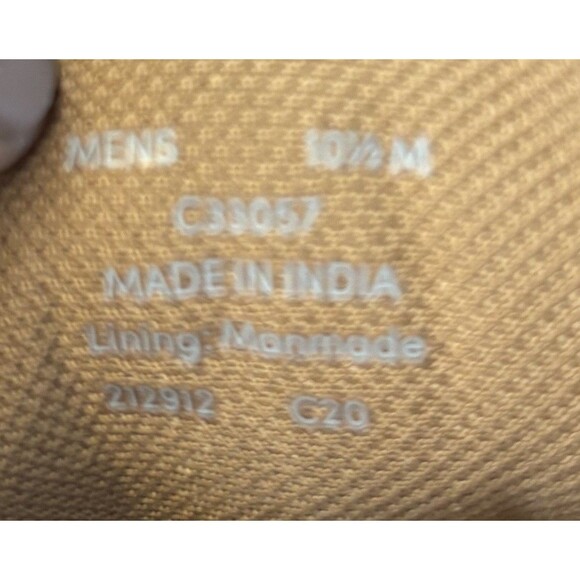 MENS 10½ M
C33057
MADE IN INDIA
Lining: Manmade
212912 C20